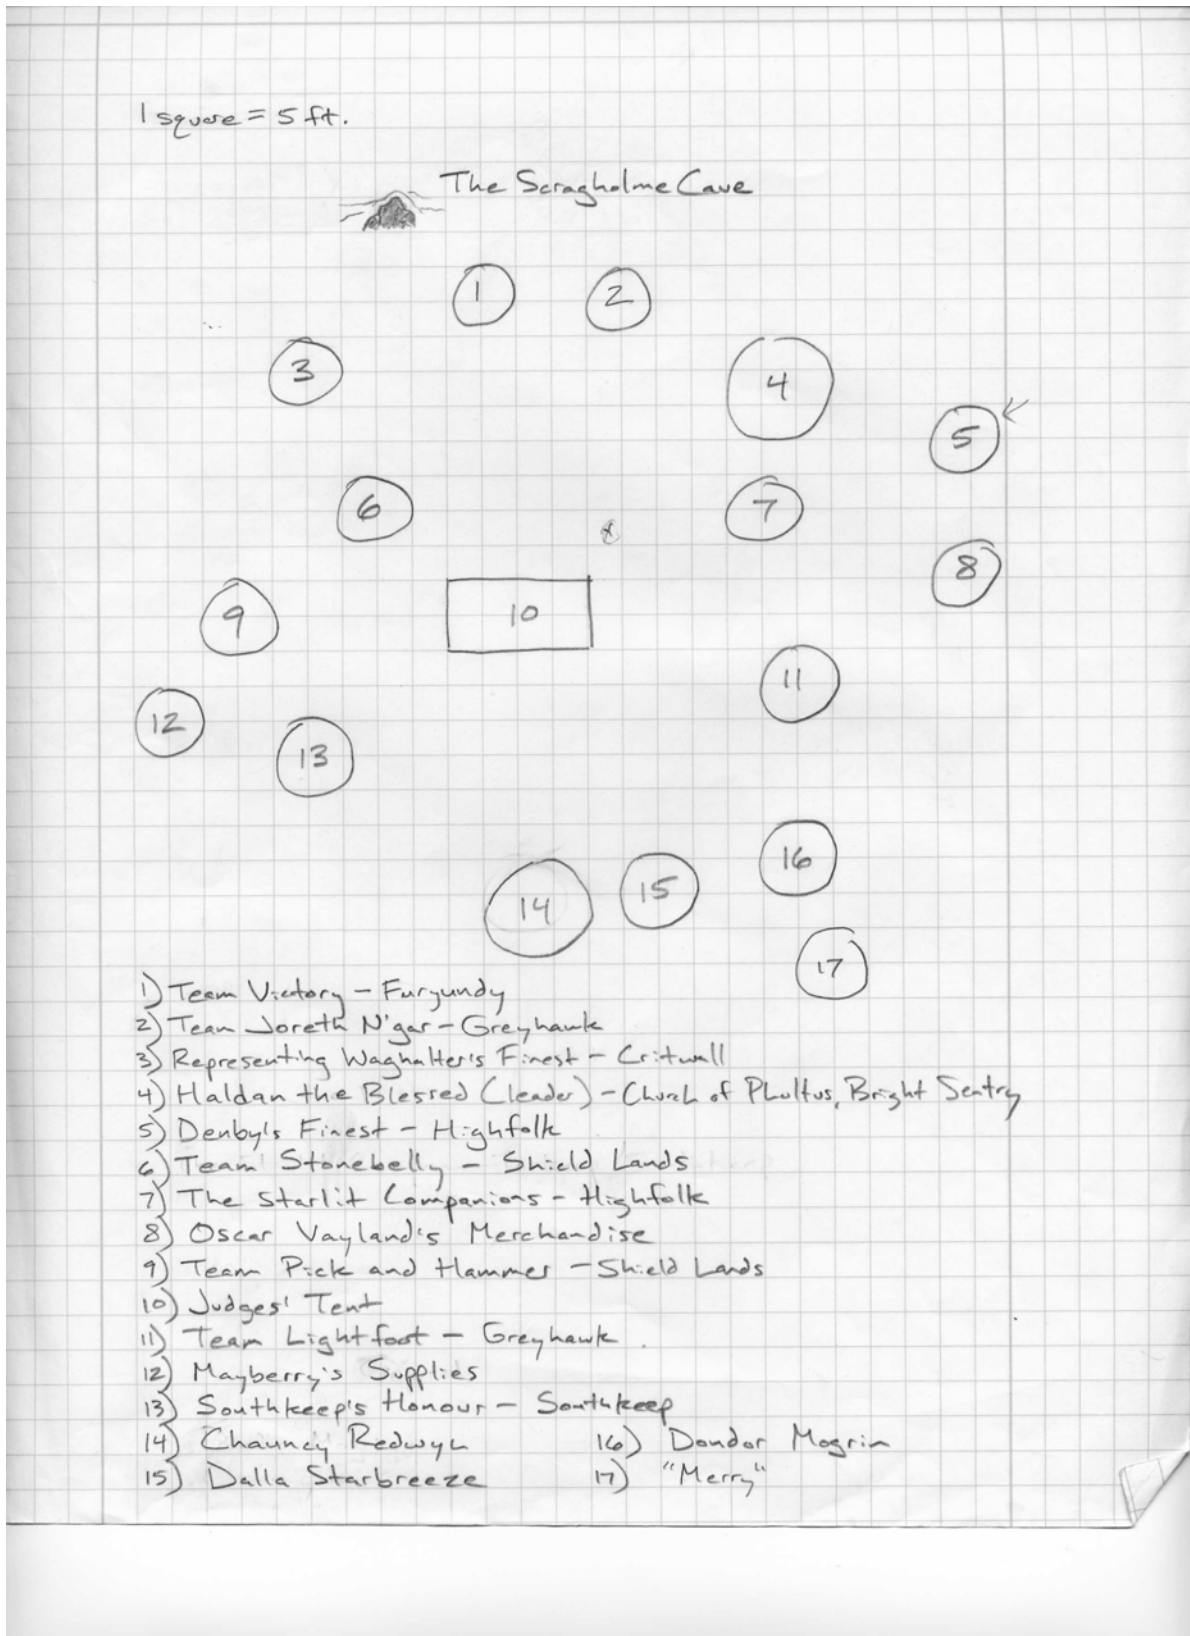 1 square = 5 ft.
The Scragholme Cave
1
2
3
4
5
6
7
8
9
10
11
12
13
14
15
16
17
1) Team Victory - Furyundy
2) Team Joreth N'gar - Greyhawk
3) Representing Waghalter's Finest - Critwall
4) Haldan the Blessed (leader) - Church of Pholtus, Bright Sentry
5) Denby's Finest - Highfolk
6) Team Stonebelly - Shield Lands
7) The Starlit Companions - Highfolk
8) Oscar Vayland's Merchandise
9) Team Pick and Hammer - Shield Lands
10) Judges' Tent
11) Team Lightfoot - Greyhawk
12) Mayberry's Supplies
13) Southkeep's Honour - Southkeep
14) Chauncy Redwyn 16) Dondor Mogrin
15) Dalla Starbreeze 17) "Merry"